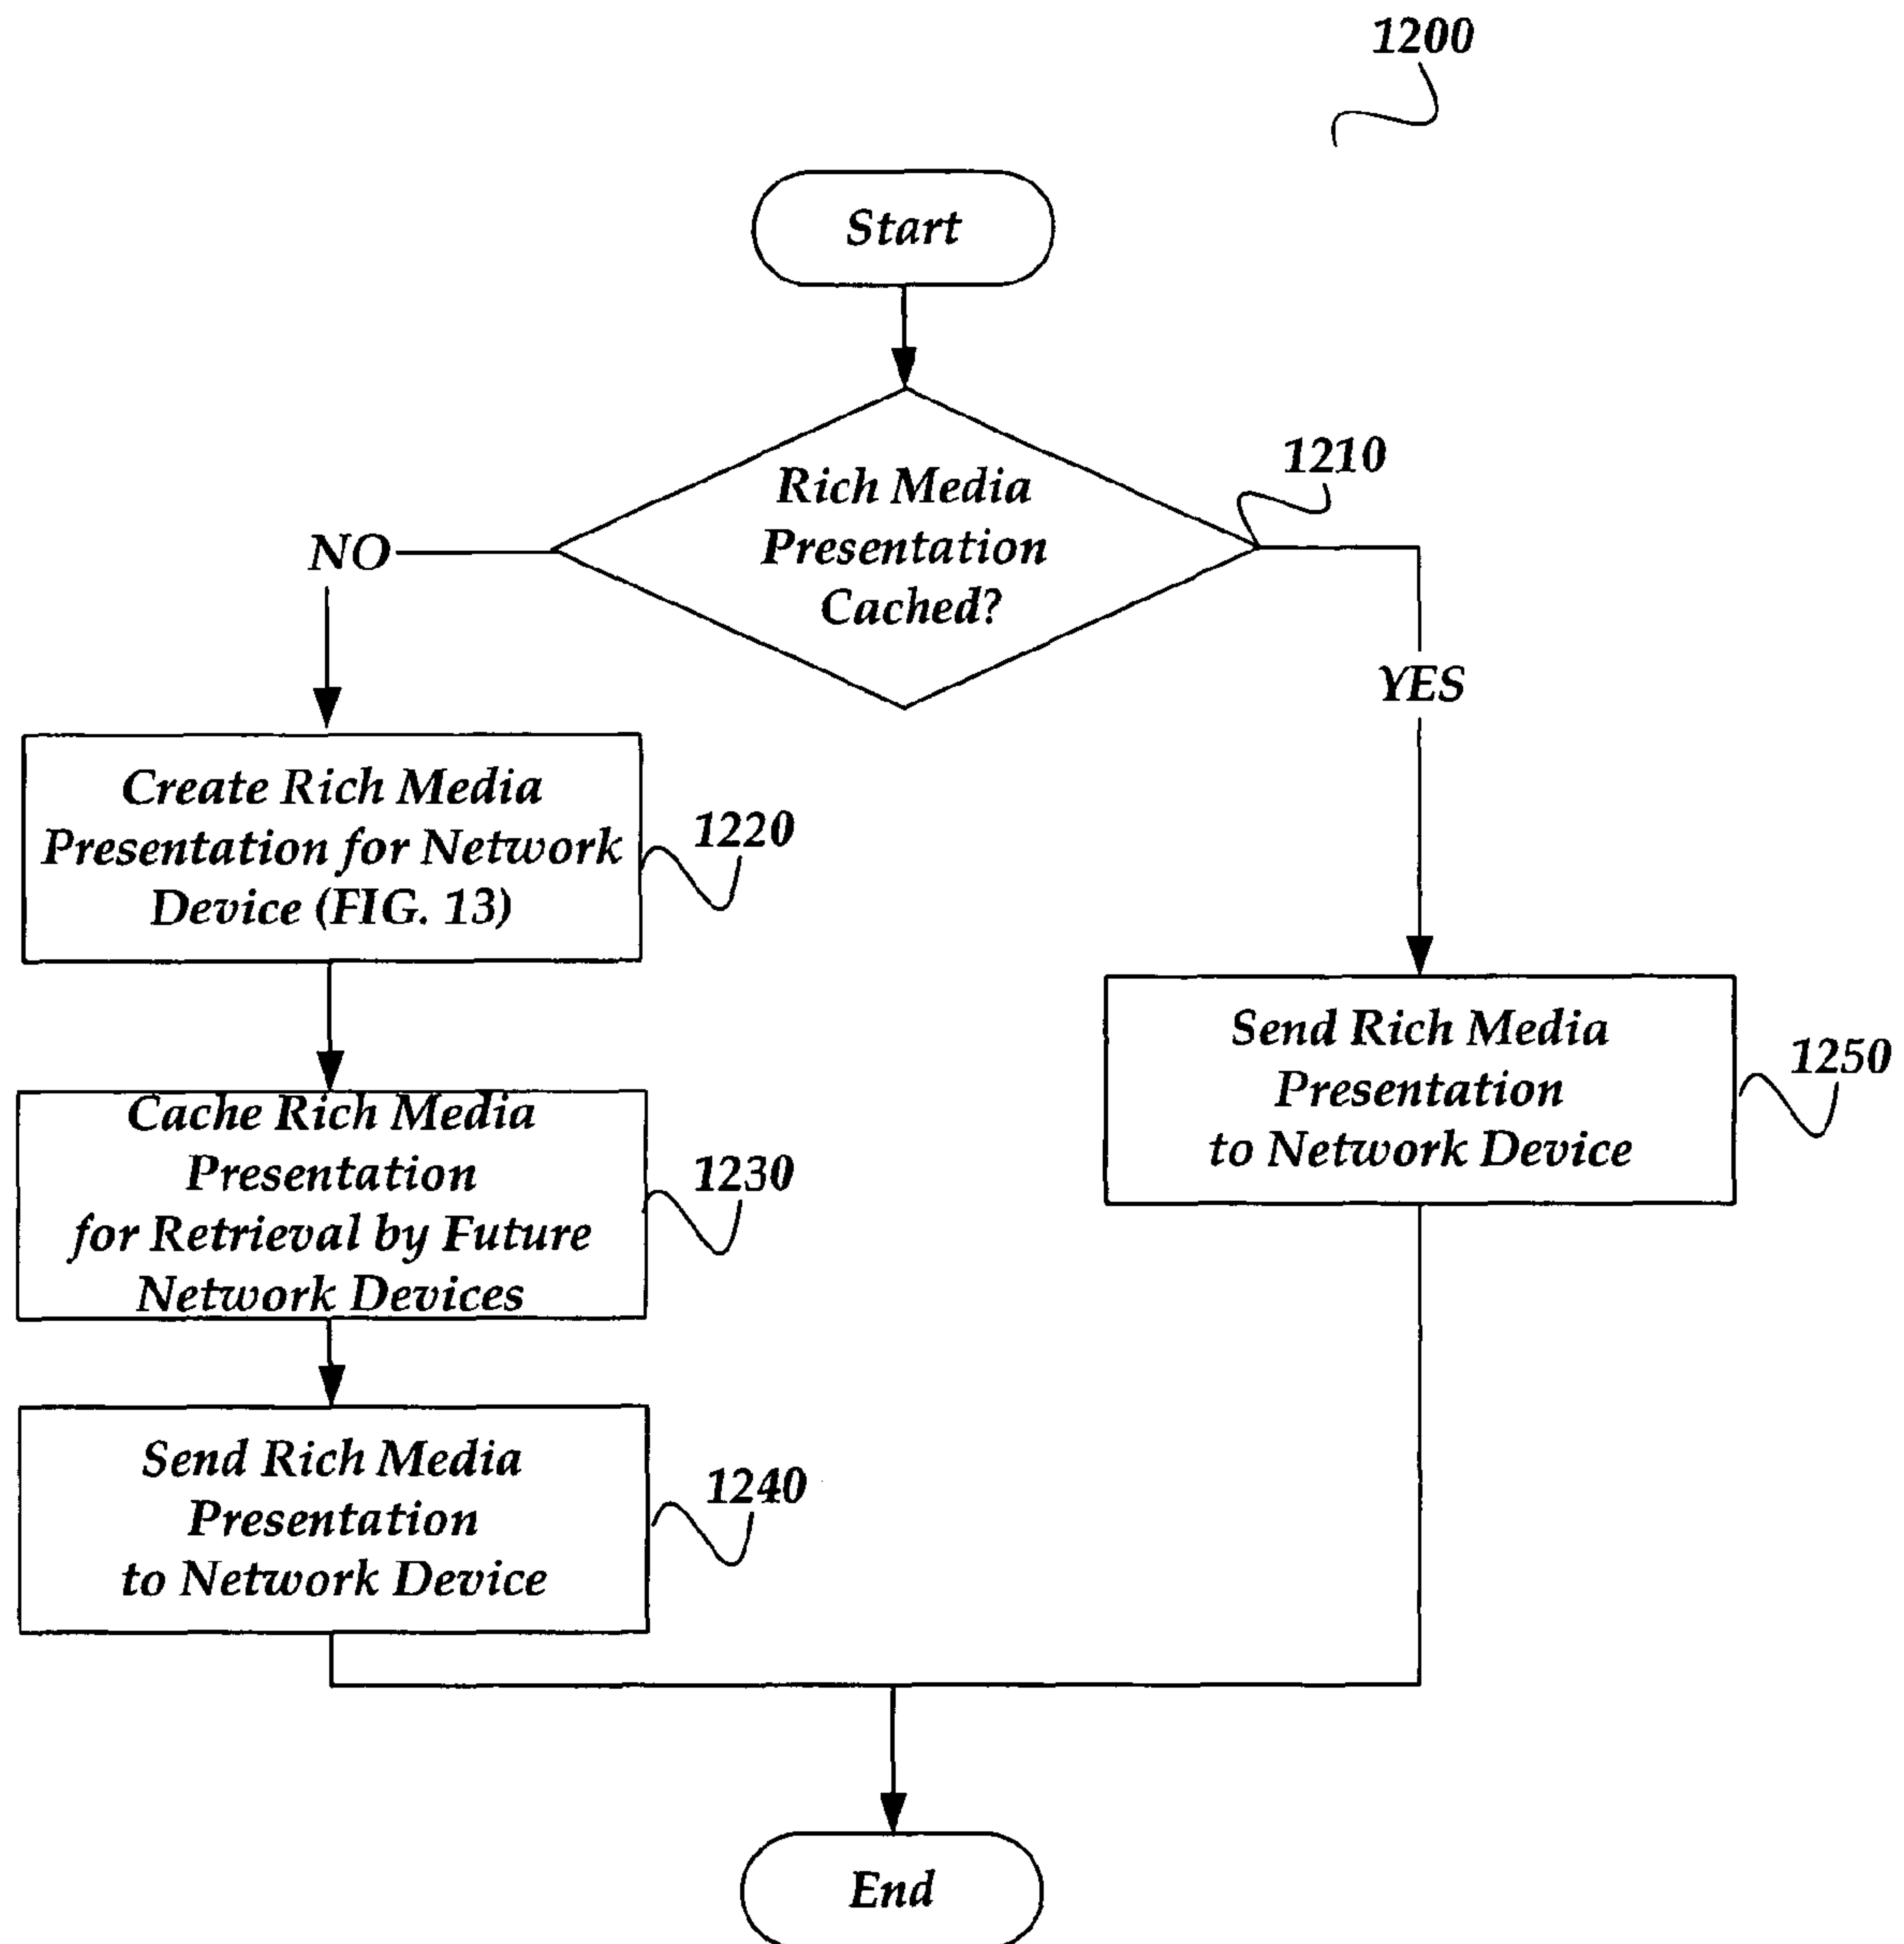 1200
Start
Rich Media
Presentation
Cached?
1210
NO
YES
Create Rich Media
Presentation for Network
Device (FIG. 13)
1220
Send Rich Media
Presentation
to Network Device
1250
Cache Rich Media
Presentation
for Retrieval by Future
Network Devices
1230
Send Rich Media
Presentation
to Network Device
1240
End